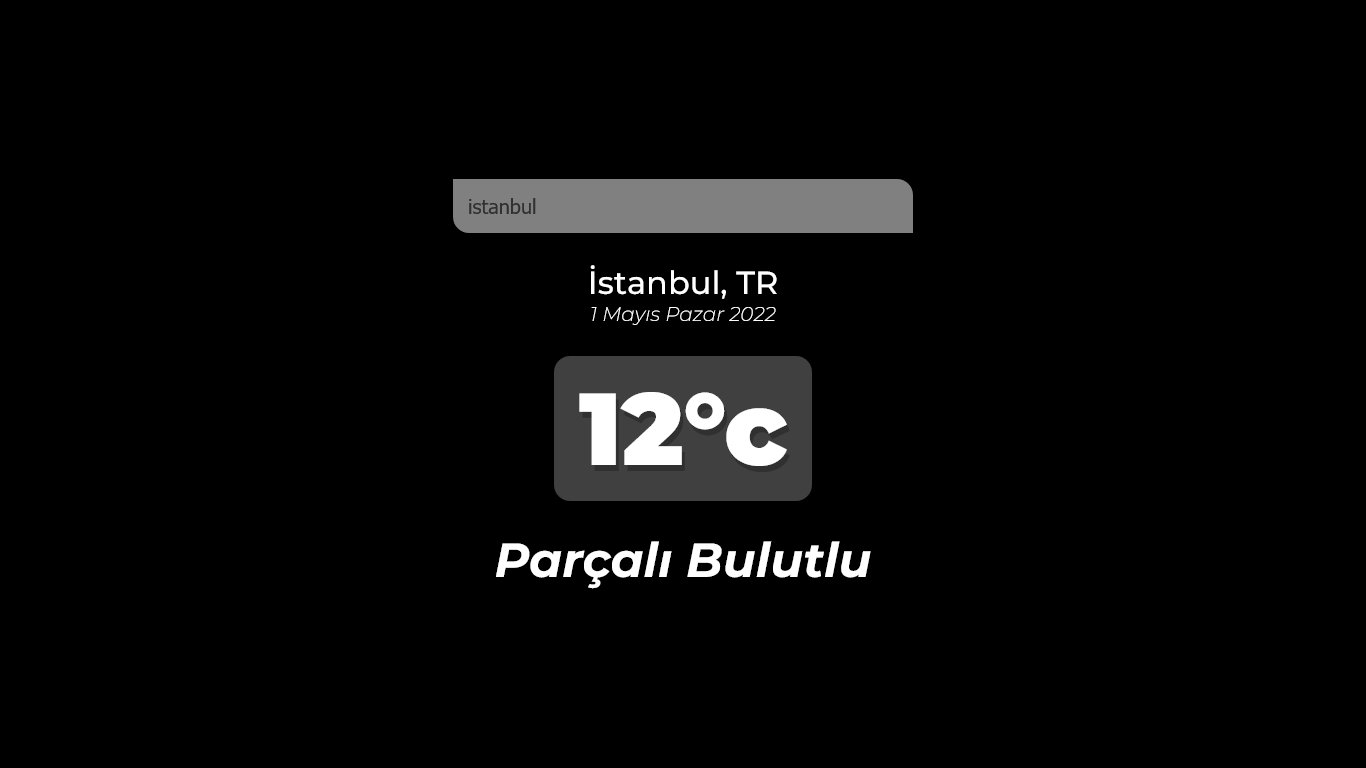 istanbul
İstanbul, TR
1 Mayıs Pazar 2022
12°c
Parçalı Bulutlu